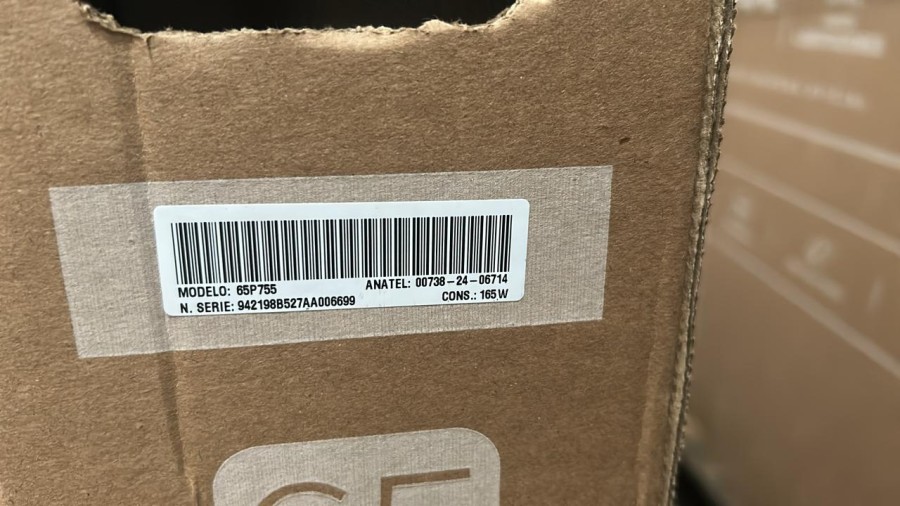 MODELO: 65P755
ANATEL: 00738-24-06714
N. SERIE: 942198B527AA006699
CONS.: 165W